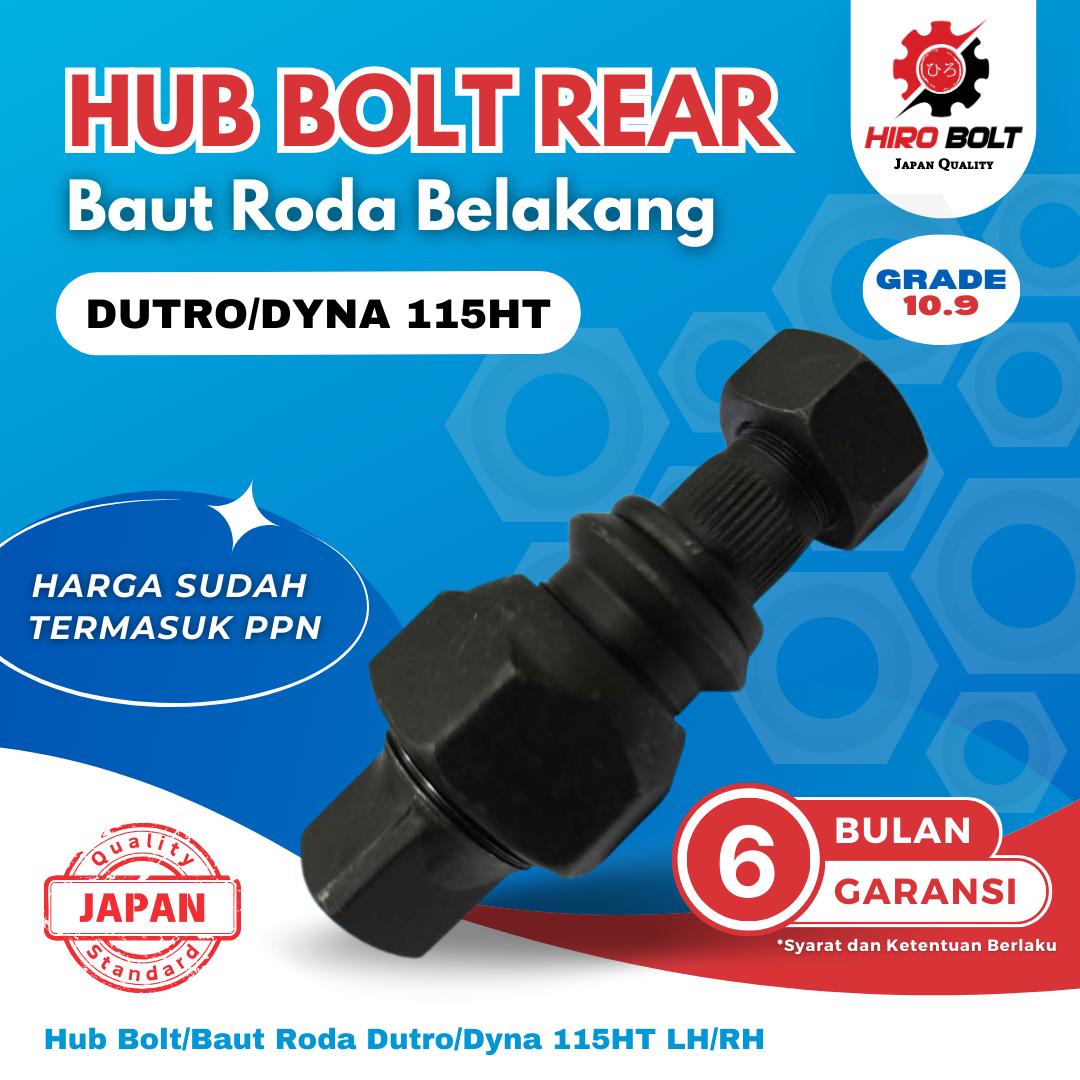 HUB BOLT REAR
Baut Roda Belakang
DUTRO/DYNA 115HT
ひろ
HIRO BOLT
Japan Quality
GRADE
10.9
HARGA SUDAH
TERMASUK PPN
6
BULAN
GARANSI
*Syarat dan Ketentuan Berlaku
Quality
JAPAN
Standard
Hub Bolt/Baut Roda Dutro/Dyna 115HT LH/RH